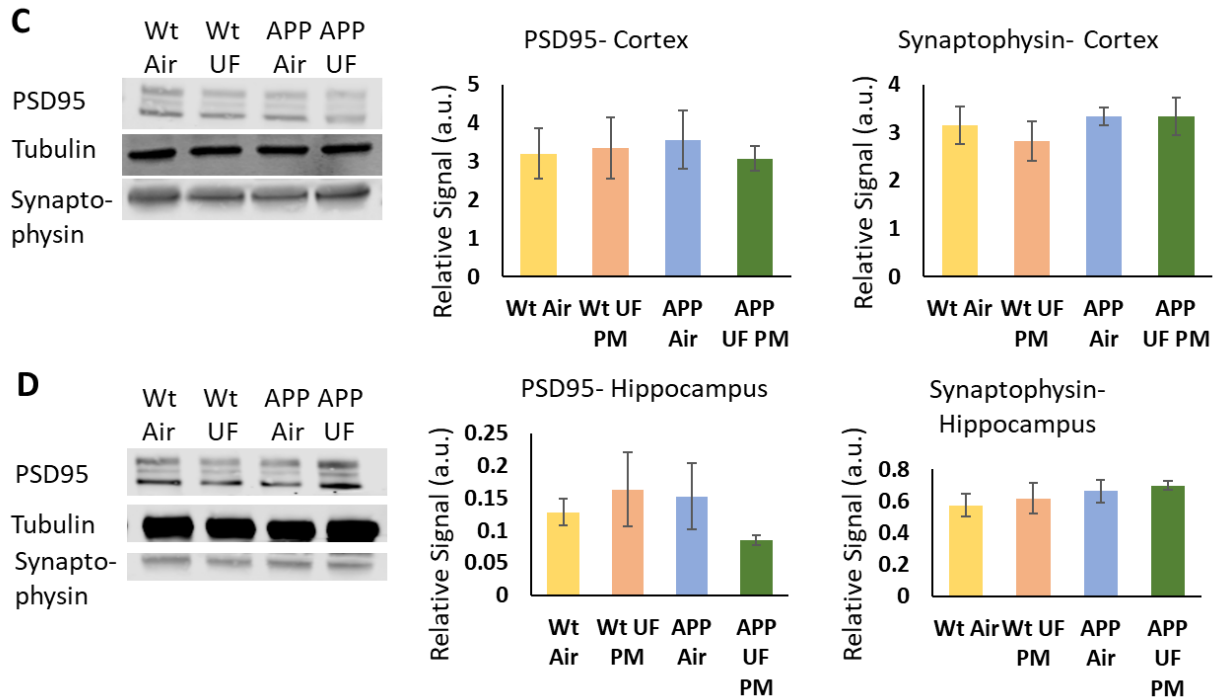 C
Wt Wt APP APP
Air UF Air UF
PSD95
Tubulin
Synapto-
physin
PSD95- Cortex
Relative Signal (a.u.)
5
4
3
2
1
0
Wt Air Wt UF APP APP
PM Air UF PM
Synaptophysin- Cortex
Relative Signal (a.u.)
4
3
2
1
0
Wt Air Wt UF APP APP
PM Air UF PM
D
Wt Wt APP APP
Air UF Air UF
PSD95
Tubulin
Synapto-
physin
PSD95- Hippocampus
Relative Signal (a.u.)
0.25
0.2
0.15
0.1
0.05
0
Wt Wt UF APP APP
Air PM Air UF
PM
Synaptophysin-
Hippocampus
Relative Signal (a.u.)
0.8
0.6
0.4
0.2
0
Wt Air Wt UF APP APP
PM Air UF
PM